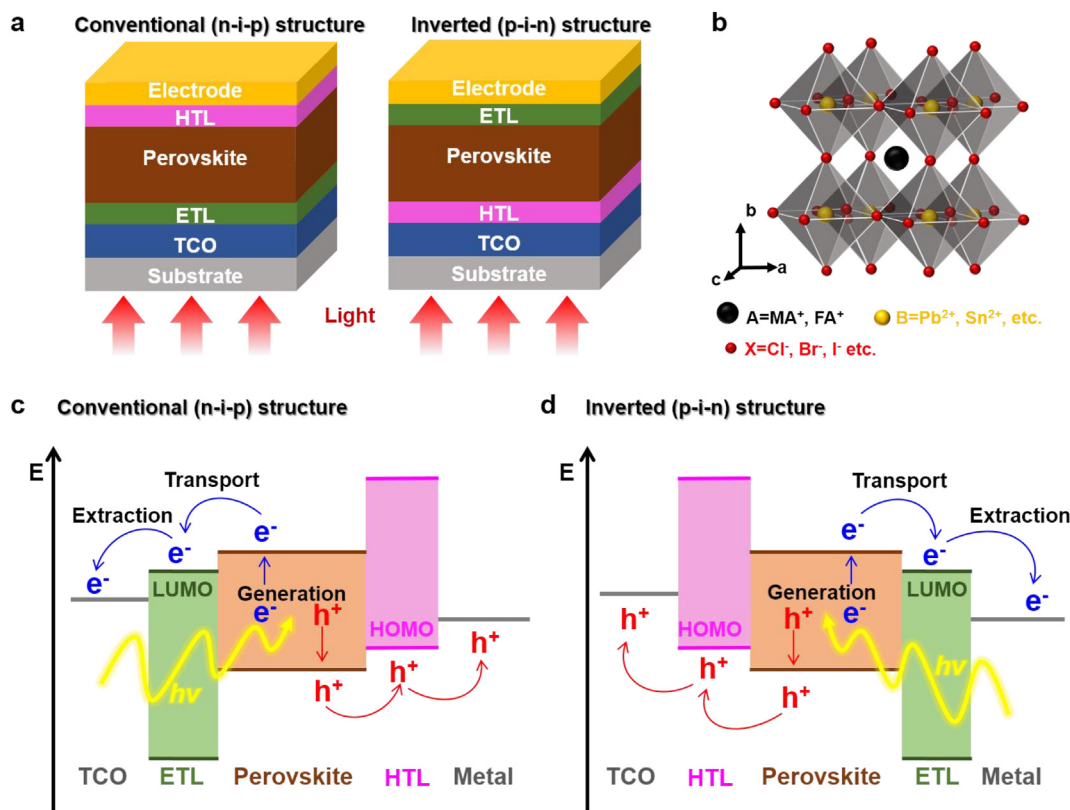 a
Conventional (n-i-p) structure
Electrode
HTL
Perovskite
ETL
TCO
Substrate
Inverted (p-i-n) structure
Electrode
ETL
Perovskite
HTL
TCO
Substrate
Light
b
b
c
a
A=MA⁺, FA⁺
B=Pb²⁺, Sn²⁺, etc.
X=Cl⁻, Br⁻, I⁻ etc.
c
Conventional (n-i-p) structure
E
Transport
Extraction
e⁻
e⁻
e⁻
LUMO
Generation
e⁻
h⁺
HOMO
hv
h⁺
h⁺
h⁺
TCO
ETL
Perovskite
HTL
Metal
d
Inverted (p-i-n) structure
E
Transport
Extraction
e⁻
e⁻
e⁻
LUMO
Generation
h⁺
e⁻
HOMO
h⁺
h⁺
h⁺
hv
TCO
HTL
Perovskite
ETL
Metal